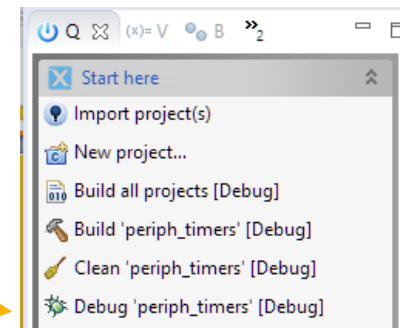 Q (x)= V B »2
Start here
Import project(s)
New project...
Build all projects [Debug]
Build 'periph_timers' [Debug]
Clean 'periph_timers' [Debug]
Debug 'periph_timers' [Debug]